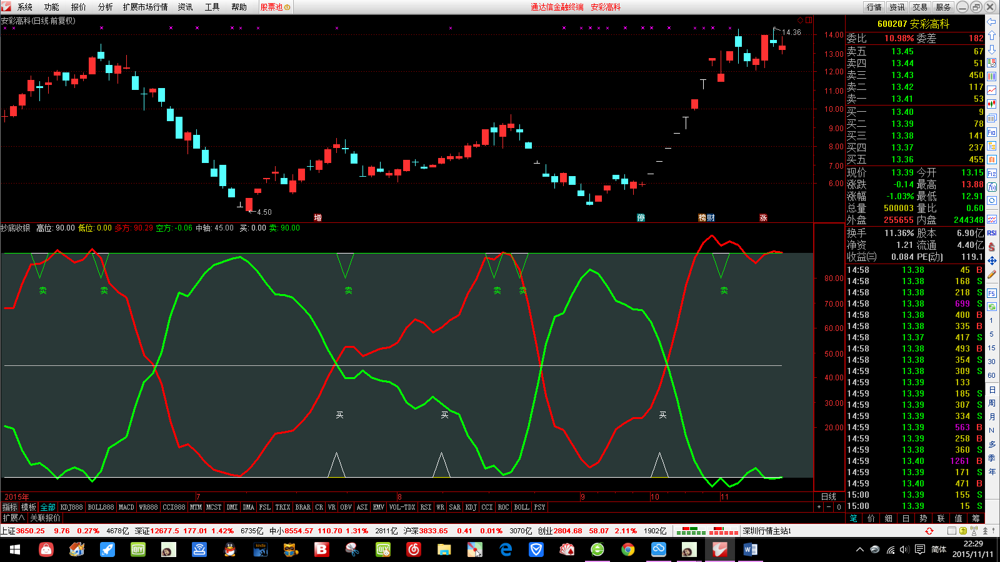 系统 功能 报价 分析 扩展市场行情 资讯 工具 帮助 股票池 通达信金融终端 安彩高科 行情 资讯 交易 服务
安彩高科(日线.前复权)
14.36
14.00
13.00
12.00
11.00
10.00
9.00
8.00
7.00
6.00
4.50
增 停 榜 财 涨
抄底收银 高位: 90.00 低位: 0.00 多方: 90.29 空方: -0.06 中轴: 45.00 买: 0.00 卖: 90.00
卖 卖 卖 卖 卖 卖
买 买 买
80.00
70.00
60.00
50.00
40.00
30.00
20.00
2015年 7 8 9 10 11 日线
指标 模板 全部 KDJ888 BOLL888 MACD WR888 CCI888 MTM MCST DMI DMA FSL TRIX BRAR CR VR OBV ASI EMV VOL-TDX RSI WR SAR KDJ CCI ROC BOLL PSY + - 0
扩展∧ 关联报价
600207 安彩高科
委比 10.98% 委差 182
卖五 13.45 67
卖四 13.44 51
卖三 13.43 450
卖二 13.42 117
卖一 13.41 53
买一 13.40 9
买二 13.39 78
买三 13.38 141
买四 13.37 237
买五 13.36 455
现价 13.39 今开 13.15
涨跌 -0.14 最高 13.88
涨幅 -1.03% 最低 12.91
总量 500003 量比 0.60
外盘 255655 内盘 244348
换手 11.36% 股本 6.90亿
净资 1.21 流通 4.40亿
收益㈢ 0.084 PE(动) 119.1
14:58 13.38 45 B
14:58 13.38 168 S
14:58 13.38 218 S
14:58 13.38 699 S
14:58 13.38 400 B
14:58 13.38 335 B
14:58 13.37 417 S
14:58 13.38 493 B
14:58 13.38 354 S
14:58 13.38 309 S
14:59 13.39 133
14:59 13.39 185 S
14:59 13.39 307 S
14:59 13.39 334 S
14:59 13.39 563 B
14:59 13.39 258 B
14:59 13.38 360 S
14:59 13.40 1261 B
14:59 13.39 171 S
14:59 13.40 471 B
15:00 13.39 155 S
15:00 13.39 15 S
笔 价 细 日 势 联 值 筹
F10
自
F12
f(x)
RSI
$
F5
1
5
15
30
60
日
周
月
N
多
季
年
上证3650.25 9.76 0.27% 4678亿 深证12677.5 177.01 1.42% 6735亿 中小8554.57 110.70 1.31% 2811亿 沪深3833.65 0.41 0.01% 3070亿 创业2804.68 58.07 2.11% 1902亿 深圳行情主站1
DIY kindle B DIY 简体
22:29
2015/11/11